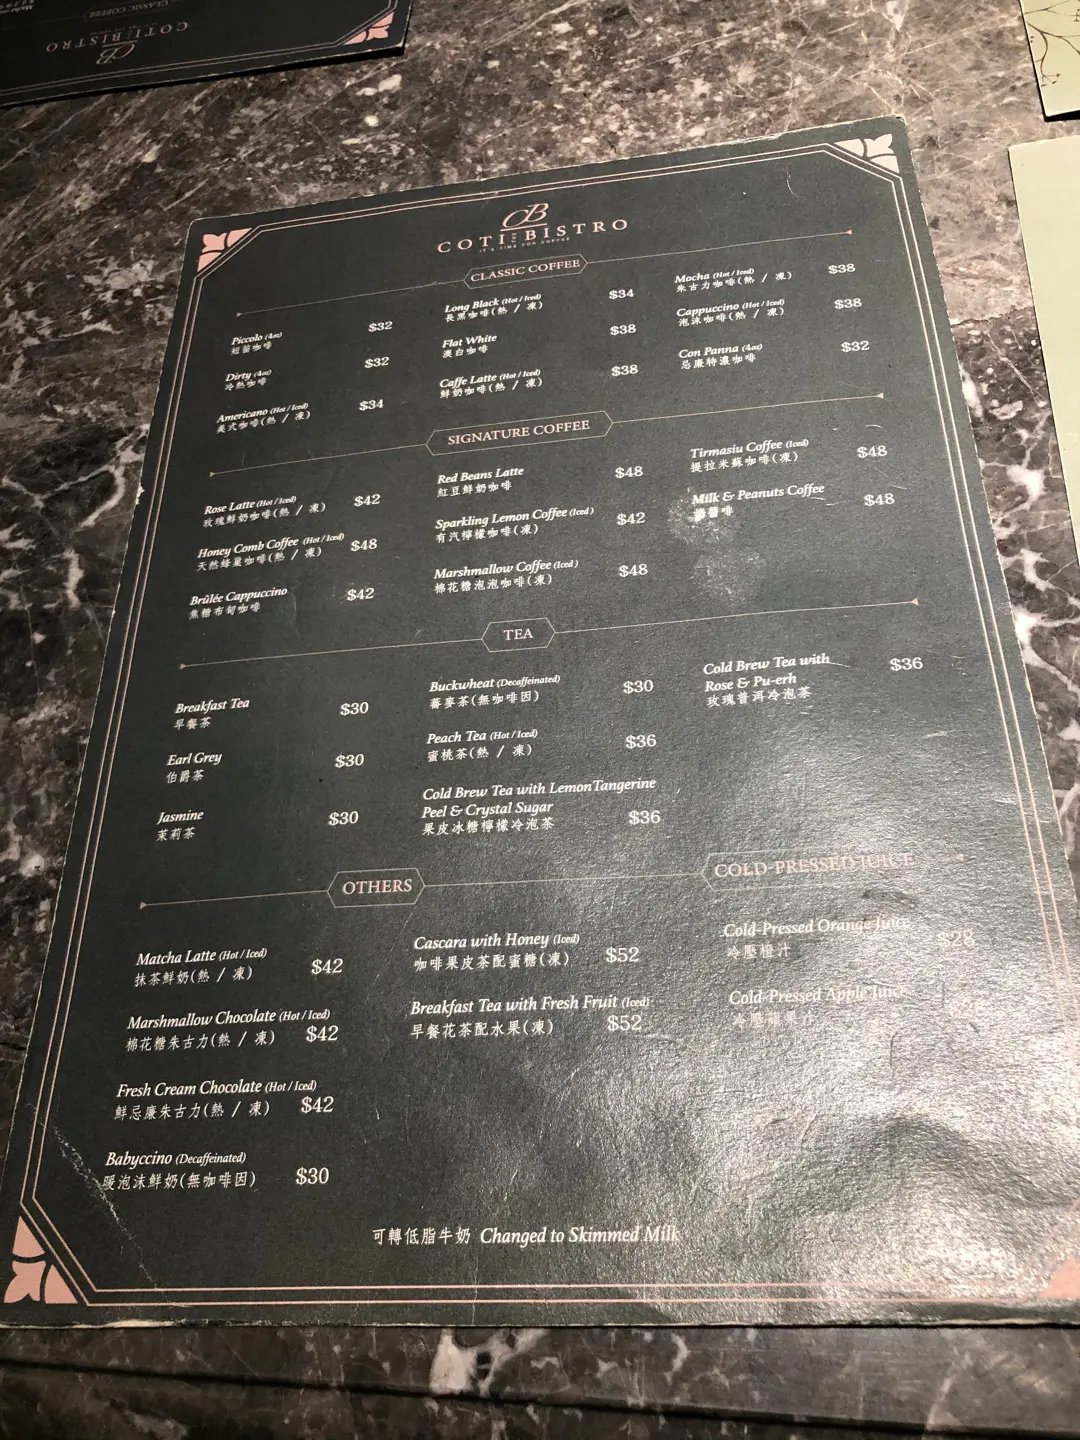 CLASSIC COFFEE
COTI BISTRO
CB
CB
COTI BISTRO
IT'S TIME FOR COFFEE
CLASSIC COFFEE
Piccolo (4oz) $32
Dirty (4oz) $32
冷熱咖啡
Americano (Hot / Iced) $34
美式咖啡(熱 / 凍)
Long Black (Hot / Iced) $34
長黑咖啡(熱 / 凍)
Flat White $38
澳白咖啡
Caffe Latte (Hot / Iced) $38
鮮奶咖啡(熱 / 凍)
Mocha (Hot / Iced) $38
朱古力咖啡(熱 / 凍)
Cappuccino (Hot / Iced) $38
泡沫咖啡(熱 / 凍)
Con Panna (4oz) $32
忌廉特濃咖啡
SIGNATURE COFFEE
Rose Latte (Hot / Iced) $42
玫瑰鮮奶咖啡(熱 / 凍)
Honey Comb Coffee (Hot / Iced) $48
天然蜂巢咖啡(熱 / 凍)
Brûlée Cappuccino $42
焦糖布甸咖啡
Red Beans Latte $48
紅豆鮮奶咖啡
Sparkling Lemon Coffee (Iced) $42
有汽檸檬咖啡(凍)
Marshmallow Coffee (Iced) $48
棉花糖泡泡咖啡(凍)
Tirmasiu Coffee (Iced) $48
提拉米蘇咖啡(凍)
Milk & Peanuts Coffee $48
TEA
Breakfast Tea $30
早餐茶
Earl Grey $30
伯爵茶
Jasmine $30
茉莉茶
Buckwheat (Decaffeinated) $30
蕎麥茶(無咖啡因)
Peach Tea (Hot / Iced) $36
蜜桃茶(熱 / 凍)
Cold Brew Tea with Lemon Tangerine
Peel & Crystal Sugar $36
果皮冰糖檸檬冷泡茶
Cold Brew Tea with $36
Rose & Pu-erh
玫瑰普洱冷泡茶
OTHERS
Matcha Latte (Hot / Iced) $42
抹茶鮮奶(熱 / 凍)
Marshmallow Chocolate (Hot / Iced)
棉花糖朱古力(熱 / 凍) $42
Fresh Cream Chocolate (Hot / Iced)
鮮忌廉朱古力(熱 / 凍) $42
Babyccino (Decaffeinated)
暖泡沫鮮奶(無咖啡因) $30
Cascara with Honey (Iced) $52
咖啡果皮茶配蜜糖(凍)
Breakfast Tea with Fresh Fruit (Iced)
早餐花茶配水果(凍) $52
COLD-PRESSED JUICE
Cold-Pressed Orange Juice $28
冷壓橙汁
Cold-Pressed Apple Juice
冷壓蘋果汁
可轉低脂牛奶 Changed to Skimmed Milk